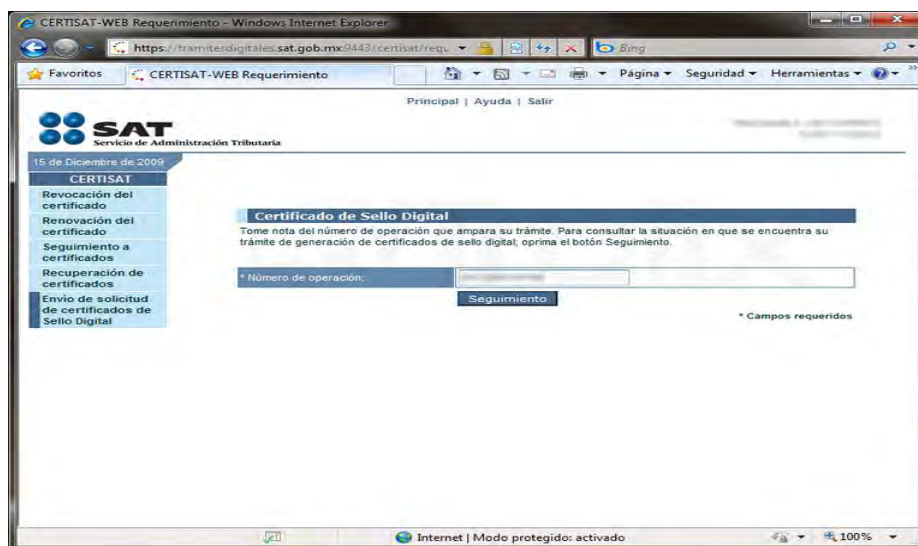 CERTISAT-WEB Requerimiento - Windows Internet Explorer
https://tramitesdigitales.sat.gob.mx:9443/certisat/requ
Bing
Favoritos
CERTISAT-WEB Requerimiento
Página
Seguridad
Herramientas
Principal | Ayuda | Salir
SAT
Servicio de Administración Tributaria
15 de Diciembre de 2009
CERTISAT
Revocación del
certificado
Renovación del
certificado
Seguimiento a
certificados
Recuperación de
certificados
Envío de solicitud
de certificados de
Sello Digital
Certificado de Sello Digital
Tome nota del número de operación que ampara su trámite. Para consultar la situación en que se encuentra su
trámite de generación de certificados de sello digital; oprima el botón Seguimiento.
* Número de operación:
Seguimiento
* Campos requeridos
Internet | Modo protegido: activado
100%